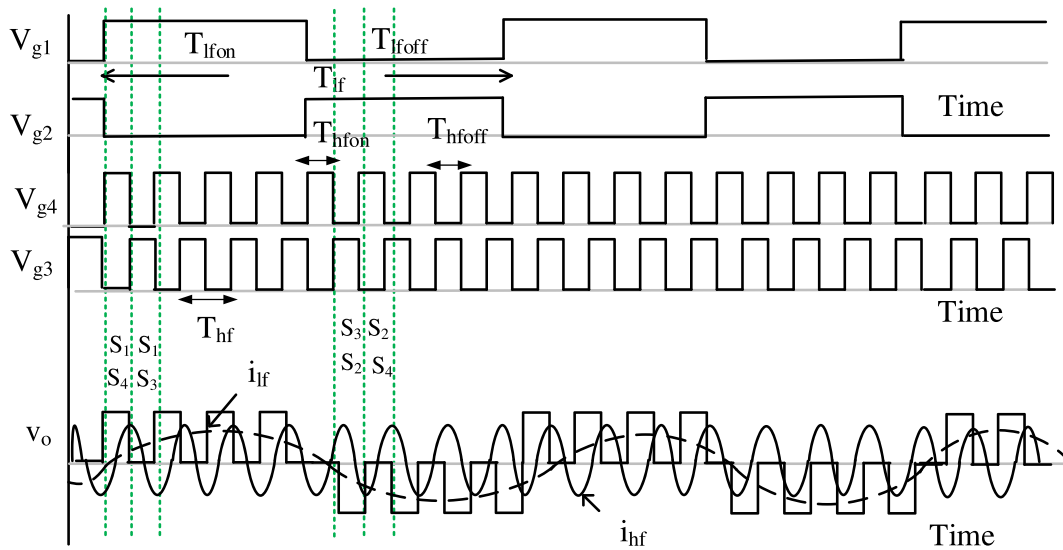 Vg1
Tlfon
Tlfoff
Tlf
Vg2
Time
Thfon
Thfoff
Vg4
Vg3
Time
Thf
S1
S4
S1
S3
S3
S2
S2
S4
ilf
vo
ihf
Time